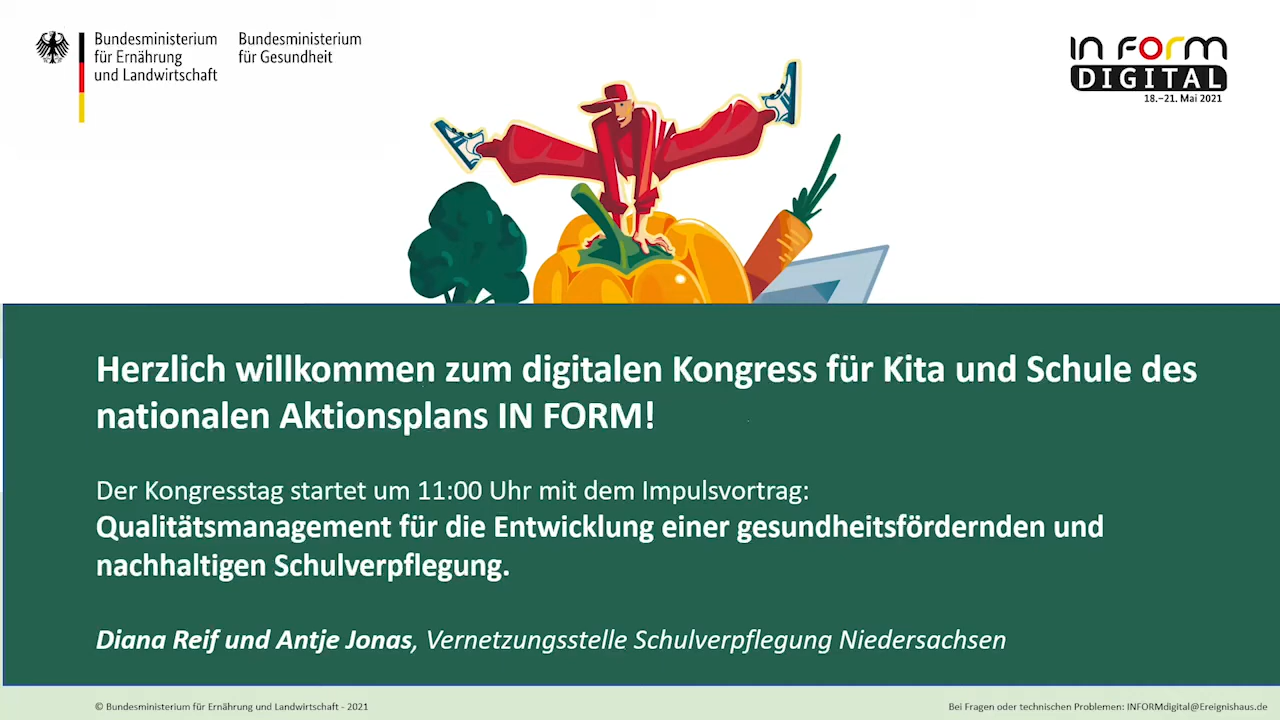 Bundesministerium
für Ernährung
und Landwirtschaft
Bundesministerium
für Gesundheit
IN FORM
DIGITAL
18.–21. Mai 2021
Herzlich willkommen zum digitalen Kongress für Kita und Schule des
nationalen Aktionsplans IN FORM!
Der Kongresstag startet um 11:00 Uhr mit dem Impulsvortrag:
Qualitätsmanagement für die Entwicklung einer gesundheitsfördernden und
nachhaltigen Schulverpflegung.
Diana Reif und Antje Jonas, Vernetzungsstelle Schulverpflegung Niedersachsen
© Bundesministerium für Ernährung und Landwirtschaft - 2021
Bei Fragen oder technischen Problemen: INFORMdigital@Ereignishaus.de